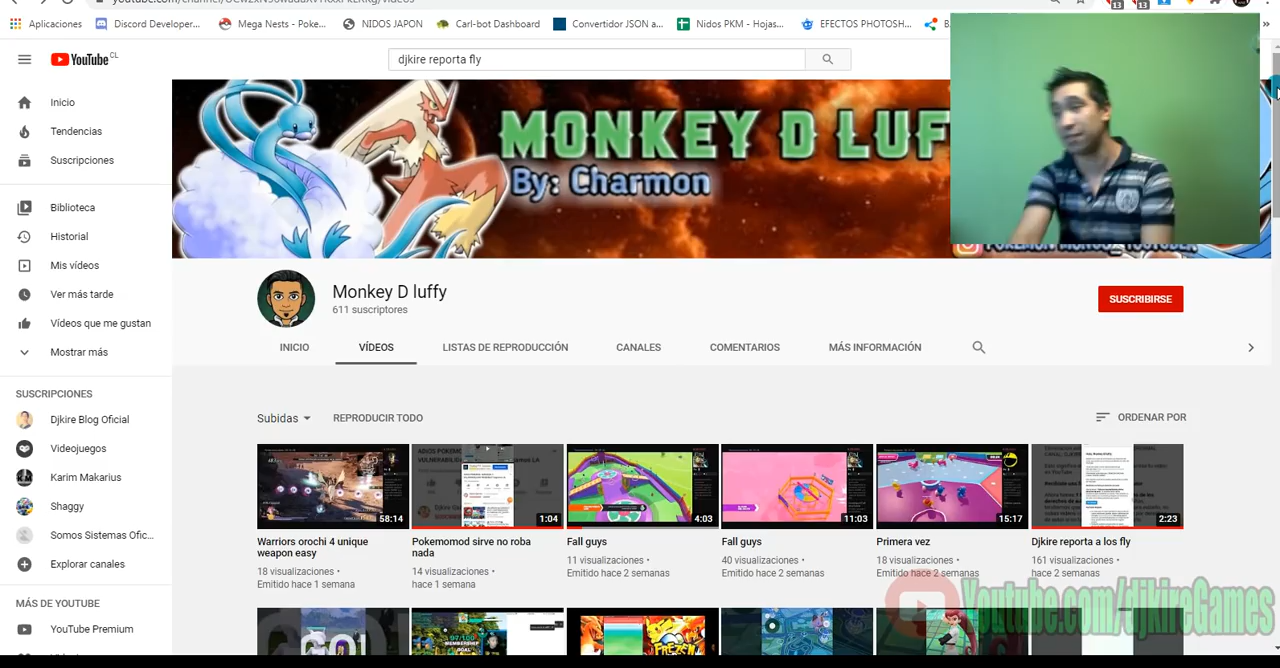 Aplicaciones
Discord Developer...
Mega Nests - Poke...
NIDOS JAPON
Carl-bot Dashboard
Convertidor JSON a...
Nidos PKM - Hojas...
EFECTOS PHOTOSH...
13
13
YouTube CL
djkire reporta fly
Inicio
Tendencias
Suscripciones
Biblioteca
Historial
Mis vídeos
Ver más tarde
Vídeos que me gustan
Mostrar más
SUSCRIPCIONES
Djkire Blog Oficial
Videojuegos
Karim Makarius
Shaggy
Somos Sistemas Ofic...
Explorar canales
MÁS DE YOUTUBE
YouTube Premium
MONKEY D LUF
By: Charmon
Monkey D luffy
611 suscriptores
SUSCRIBIRSE
INICIO
VÍDEOS
LISTAS DE REPRODUCCIÓN
CANALES
COMENTARIOS
MÁS INFORMACIÓN
Subidas
REPRODUCIR TODO
ORDENAR POR
58:14
1:04
4:03
11:03
15:17
2:23
Warriors orochi 4 unique
weapon easy
18 visualizaciones •
Emitido hace 1 semana
Pokemomod sirve no roba
nada
14 visualizaciones •
hace 1 semana
Fall guys
11 visualizaciones •
Emitido hace 2 semanas
Fall guys
40 visualizaciones •
Emitido hace 2 semanas
Primera vez
18 visualizaciones •
Emitido hace 2 semanas
Djkire reporta a los fly
161 visualizaciones •
hace 2 semanas
Youtube.com/djkireGames